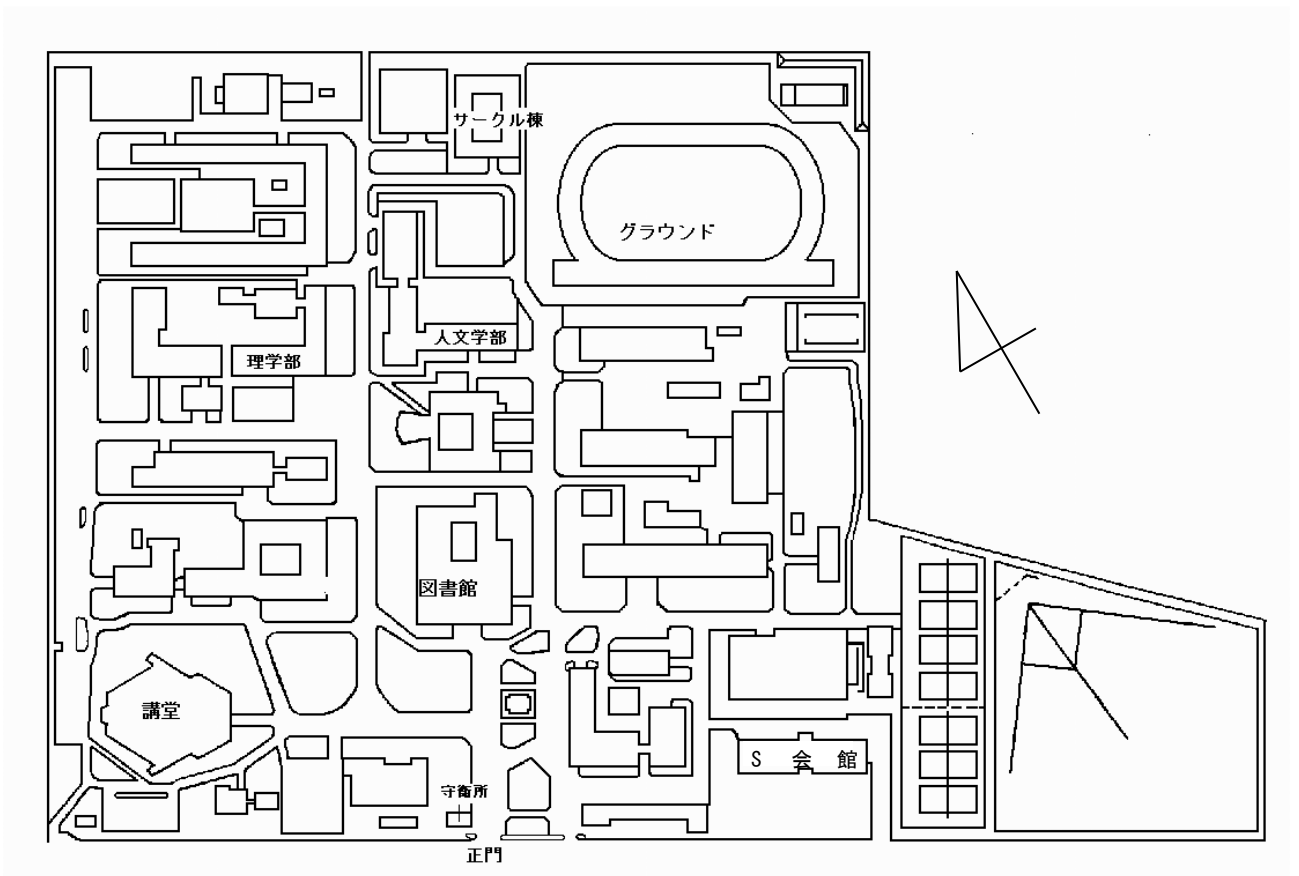 サークル棟
グラウンド
人文学部
理学部
図書館
講堂
S 会 館
守衛所
正門